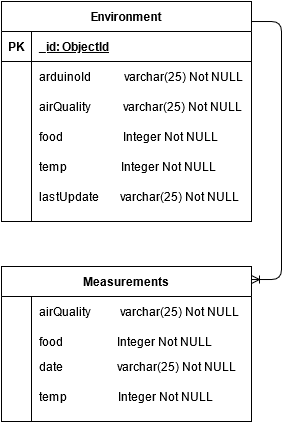 Environment
PK _id: ObjectId
arduinoId varchar(25) Not NULL
airQuality varchar(25) Not NULL
food Integer Not NULL
temp Integer Not NULL
lastUpdate varchar(25) Not NULL
Measurements
airQuality varchar(25) Not NULL
food Integer Not NULL
date varchar(25) Not NULL
temp Integer Not NULL